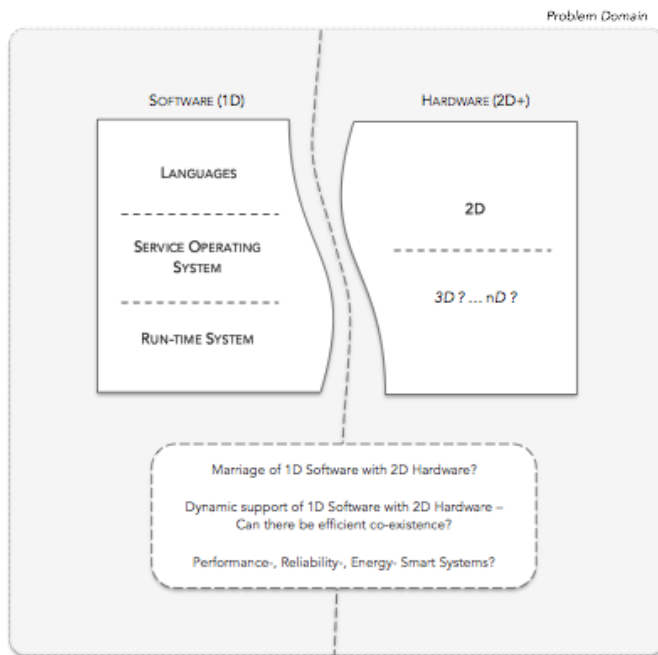 Problem Domain
SOFTWARE (1D)
HARDWARE (2D+)
LANGUAGES
2D
SERVICE OPERATING
SYSTEM
3D ? ... nD ?
RUN-TIME SYSTEM
Marriage of 1D Software with 2D Hardware?
Dynamic support of 1D Software with 2D Hardware –
Can there be efficient co-existence?
Performance-, Reliability-, Energy- Smart Systems?